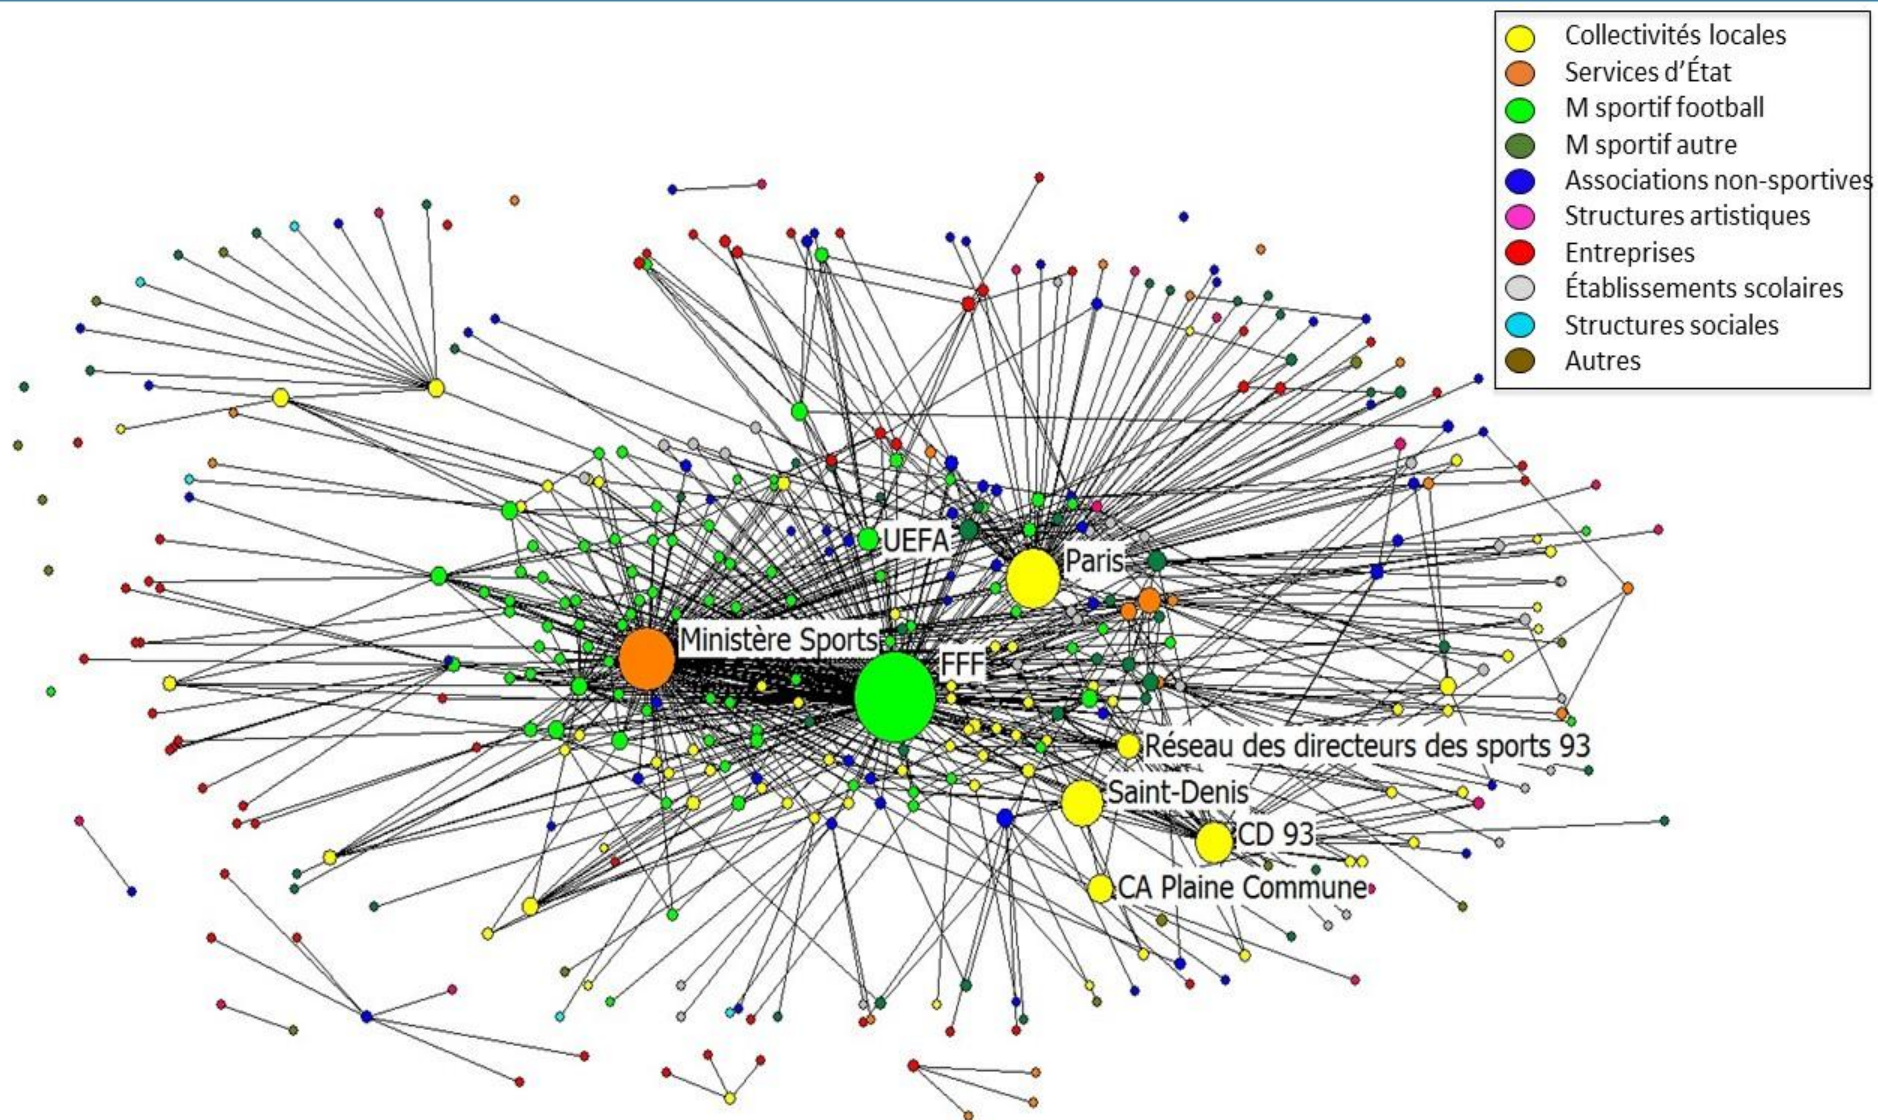 Collectivités locales
Services d'État
M sportif football
M sportif autre
Associations non-sportives
Structures artistiques
Entreprises
Établissements scolaires
Structures sociales
Autres
UEFA
Paris
Ministère Sports
FFF
Réseau des directeurs des sports 93
Saint-Denis
CD 93
CA Plaine Commune